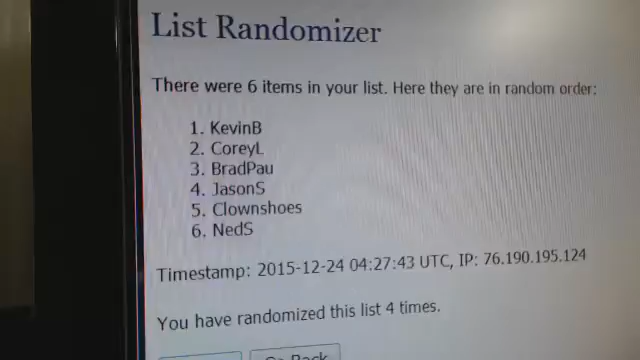 List Randomizer
There were 6 items in your list. Here they are in random order:
1. KevinB
2. CoreyL
3. BradPau
4. JasonS
5. Clownshoes
6. NedS
Timestamp: 2015-12-24 04:27:43 UTC, IP: 76.190.195.124
You have randomized this list 4 times.
Go Back